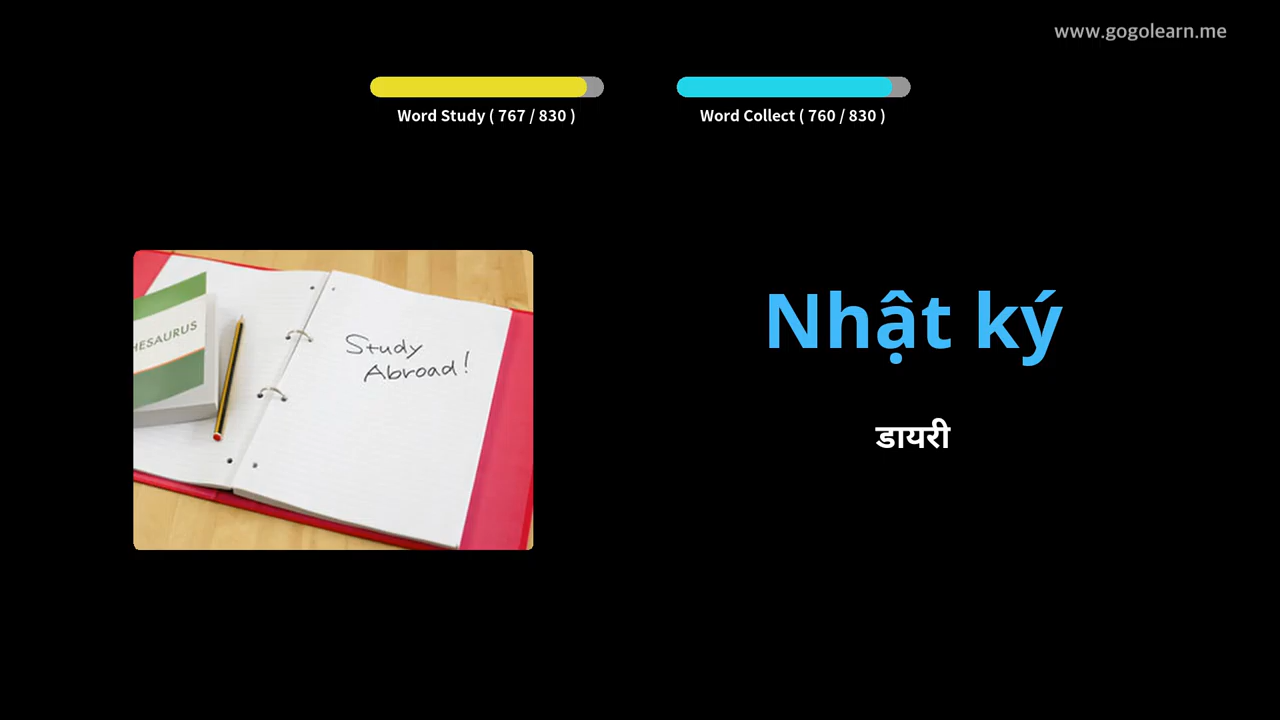 www.gogolearn.me
Word Study ( 767 / 830 )
Word Collect ( 760 / 830 )
HESAURUS
Study
Abroad!
Nhật ký
डायरी